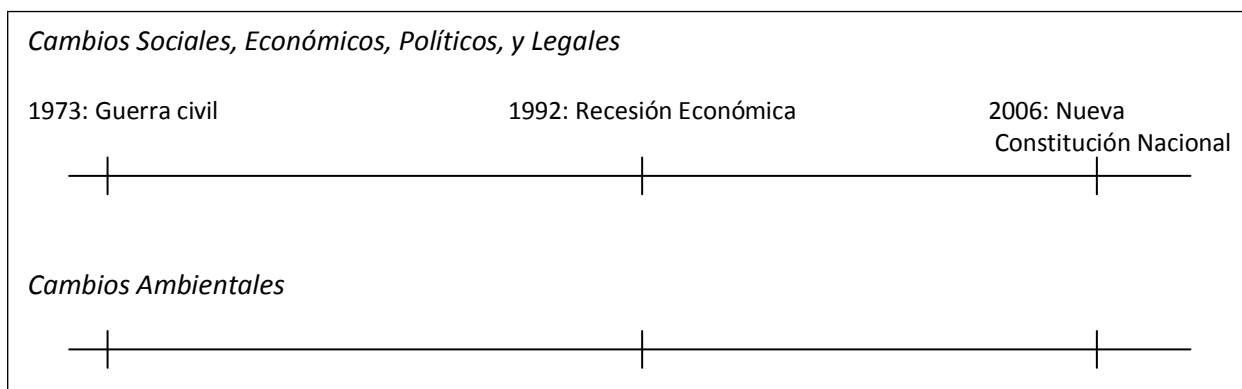 Cambios Sociales, Económicos, Políticos, y Legales
1973: Guerra civil
1992: Recesión Económica
2006: Nueva
Constitución Nacional
Cambios Ambientales